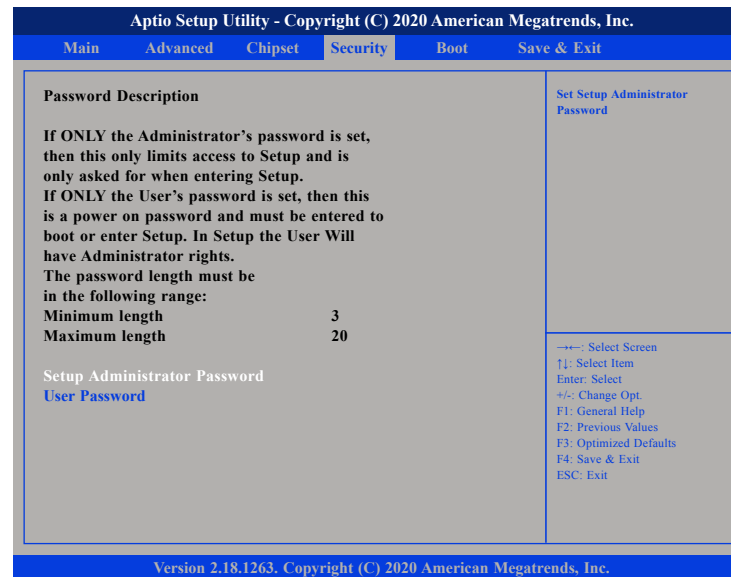 Aptio Setup Utility - Copyright (C) 2020 American Megatrends, Inc.
Main Advanced Chipset Security Boot Save & Exit
Password Description
If ONLY the Administrator’s password is set,
then this only limits access to Setup and is
only asked for when entering Setup.
If ONLY the User’s password is set, then this
is a power on password and must be entered to
boot or enter Setup. In Setup the User Will
have Administrator rights.
The password length must be
in the following range:
Minimum length 3
Maximum length 20
Setup Administrator Password
User Password
Set Setup Administrator
Password
→←: Select Screen
↑↓: Select Item
Enter: Select
+/-: Change Opt.
F1: General Help
F2: Previous Values
F3: Optimized Defaults
F4: Save & Exit
ESC: Exit
Version 2.18.1263. Copyright (C) 2020 American Megatrends, Inc.